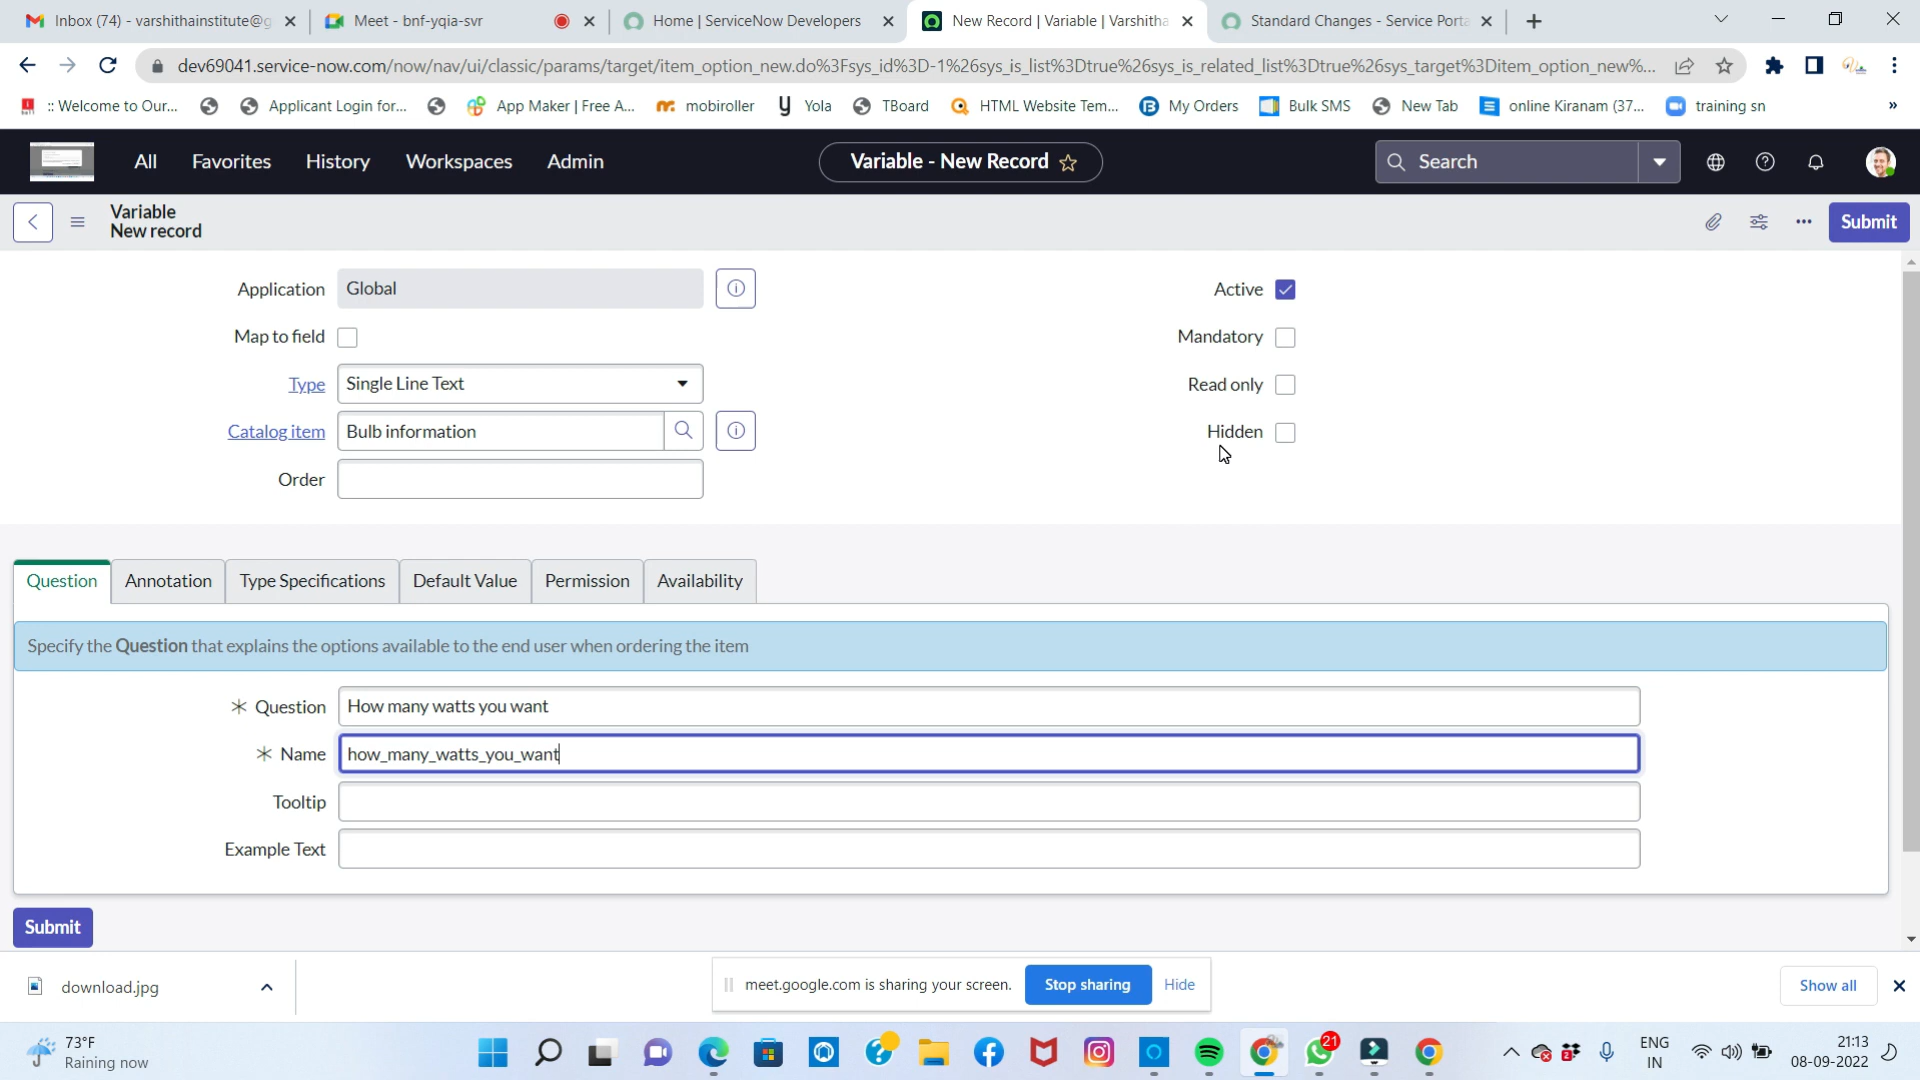 Inbox (74) - varshithainstitute@g
Meet - bnf-yqia-svr
Home | ServiceNow Developers
New Record | Variable | Varshitha
Standard Changes - Service Porta
dev69041.service-now.com/now/nav/ui/classic/params/target/item_option_new.do%3Fsys_id%3D-1%26sys_is_list%3Dtrue%26sys_is_related_list%3Dtrue%26sys_target%3Ditem_option_new%...
:: Welcome to Our...
Applicant Login for...
App Maker | Free A...
mobiroller
Yola
TBoard
HTML Website Tem...
My Orders
Bulk SMS
New Tab
online Kiranam (37...
training sn
»
All
Favorites
History
Workspaces
Admin
Variable - New Record
Search
Variable
New record
Submit
Application
Global
Active
Map to field
Mandatory
Type
Single Line Text
Read only
Catalog item
Bulb information
Hidden
Order
Question
Annotation
Type Specifications
Default Value
Permission
Availability
Specify the Question that explains the options available to the end user when ordering the item
* Question
How many watts you want
* Name
how_many_watts_you_want
Tooltip
Example Text
Submit
download.jpg
meet.google.com is sharing your screen.
Stop sharing
Hide
Show all
73°F
Raining now
21
ENG
IN
21:13
08-09-2022